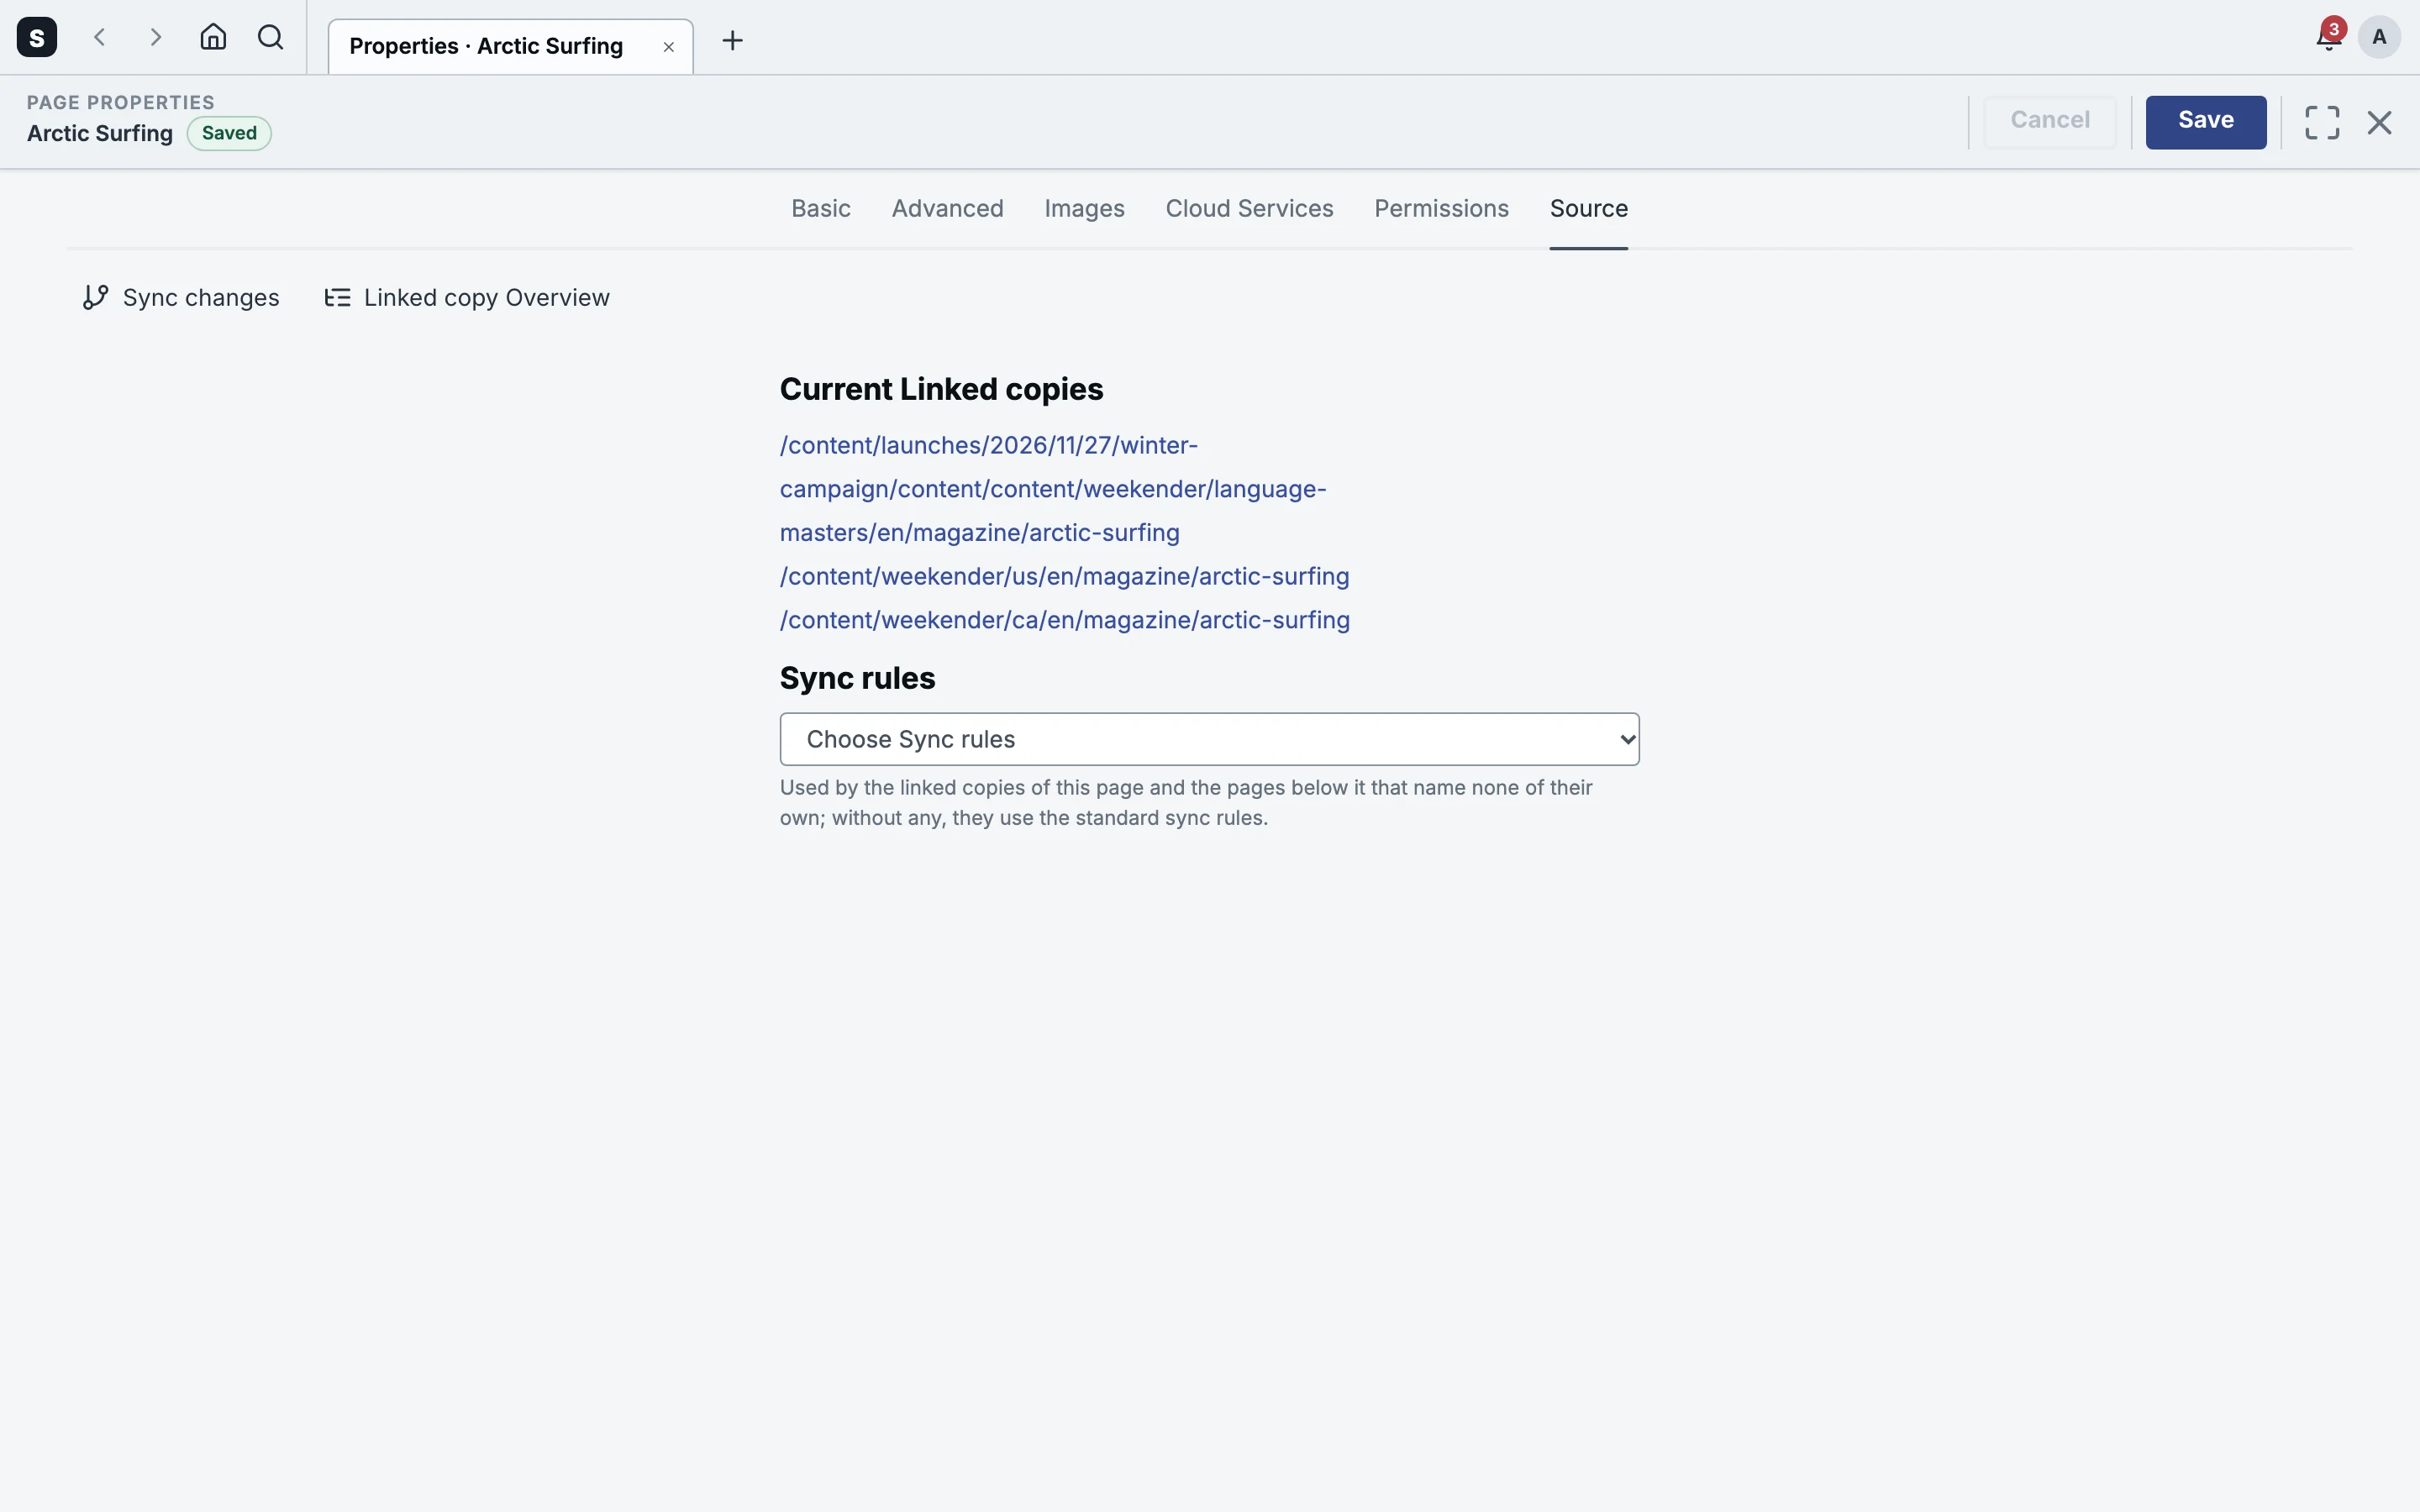 S
Properties · Arctic Surfing
3
A
PAGE PROPERTIES
Arctic Surfing
Saved
Cancel
Save
Basic
Advanced
Images
Cloud Services
Permissions
Source
Sync changes
Linked copy Overview
Current Linked copies
/content/launches/2026/11/27/winter-
campaign/content/content/weekender/language-
masters/en/magazine/arctic-surfing
/content/weekender/us/en/magazine/arctic-surfing
/content/weekender/ca/en/magazine/arctic-surfing
Sync rules
Choose Sync rules
Used by the linked copies of this page and the pages below it that name none of their
own; without any, they use the standard sync rules.